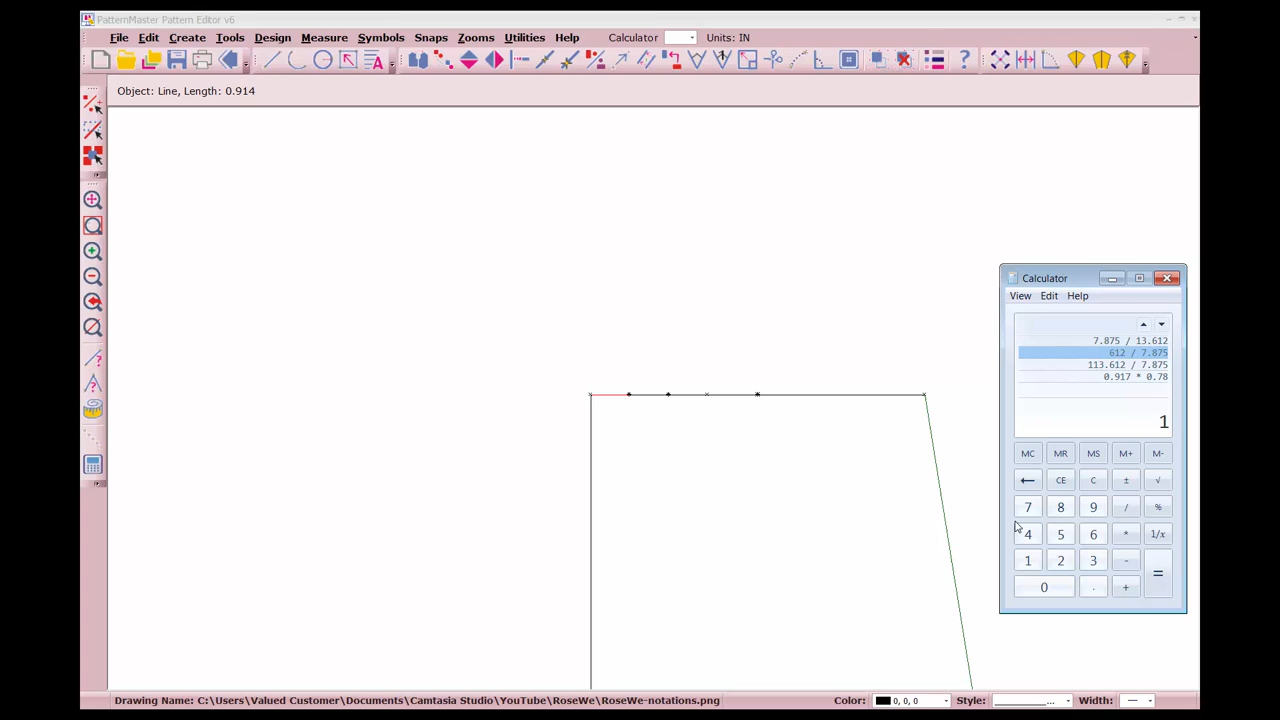 PatternMaster Pattern Editor v6
File Edit Create Tools Design Measure Symbols Snaps Zooms Utilities Help Calculator Units: IN
Object: Line, Length: 0.914
Calculator
View Edit Help
7.875 / 13.612
612 / 7.875
113.612 / 7.875
0.917 * 0.78
1
MC MR MS M+ M-
← CE C ± √
7 8 9 / %
4 5 6 * 1/x
1 2 3 - =
0 . +
Drawing Name: C:\Users\Valued Customer\Documents\Camtasia Studio\YouTube\RoseWe\RoseWe-notations.png Color: 0, 0, 0 Style: ... Width: